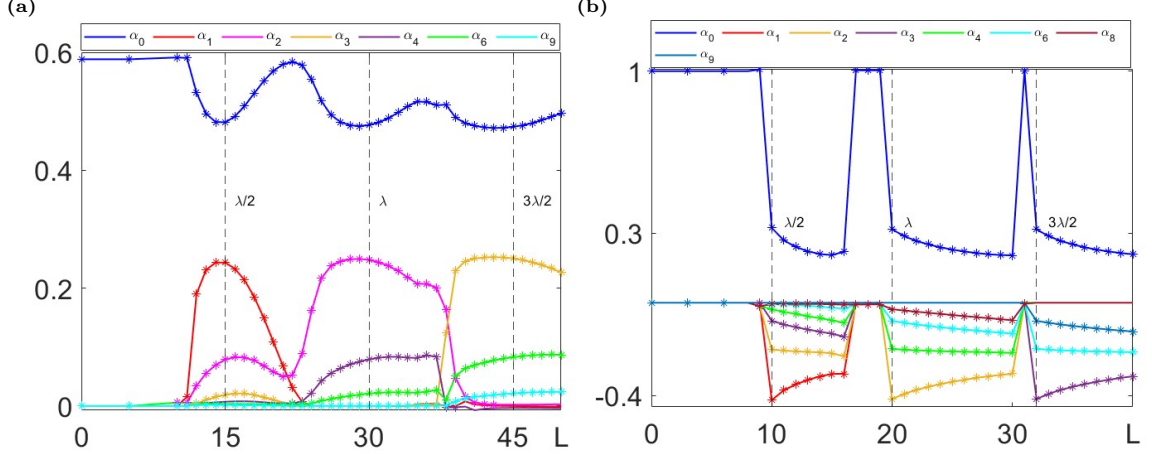 (a)
α₀ α₁ α₂ α₃ α₄ α₆ α₉
0.6
0.4
0.2
0
λ/2
λ
3λ/2
0 15 30 45 L
(b)
α₀ α₁ α₂ α₃ α₄ α₆ α₈
α₉
1
0.3
-0.4
λ/2
λ
3λ/2
0 10 20 30 L